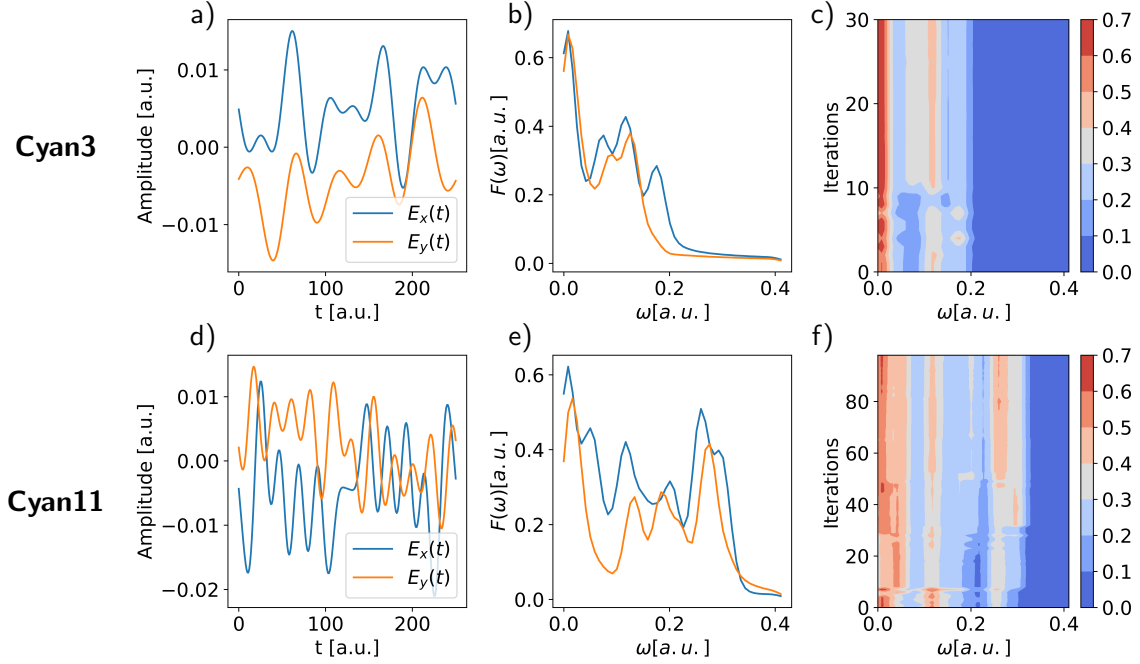 a)
b)
c)
Cyan3
Amplitude [a.u.]
0.01
0.00
−0.01
E_x(t)
E_y(t)
0
100
200
t [a.u.]
F(ω)[a.u.]
0.6
0.4
0.2
0.0
0.0
0.2
0.4
ω[a.u.]
Iterations
30
20
10
0
0.0
0.2
0.4
ω[a.u.]
0.7
0.6
0.5
0.4
0.3
0.2
0.1
0.0
d)
e)
f)
Cyan11
Amplitude [a.u.]
0.01
0.00
−0.01
−0.02
E_x(t)
E_y(t)
0
100
200
t [a.u.]
F(ω)[a.u.]
0.6
0.4
0.2
0.0
0.0
0.2
0.4
ω[a.u.]
Iterations
80
60
40
20
0
0.0
0.2
0.4
ω[a.u.]
0.7
0.6
0.5
0.4
0.3
0.2
0.1
0.0